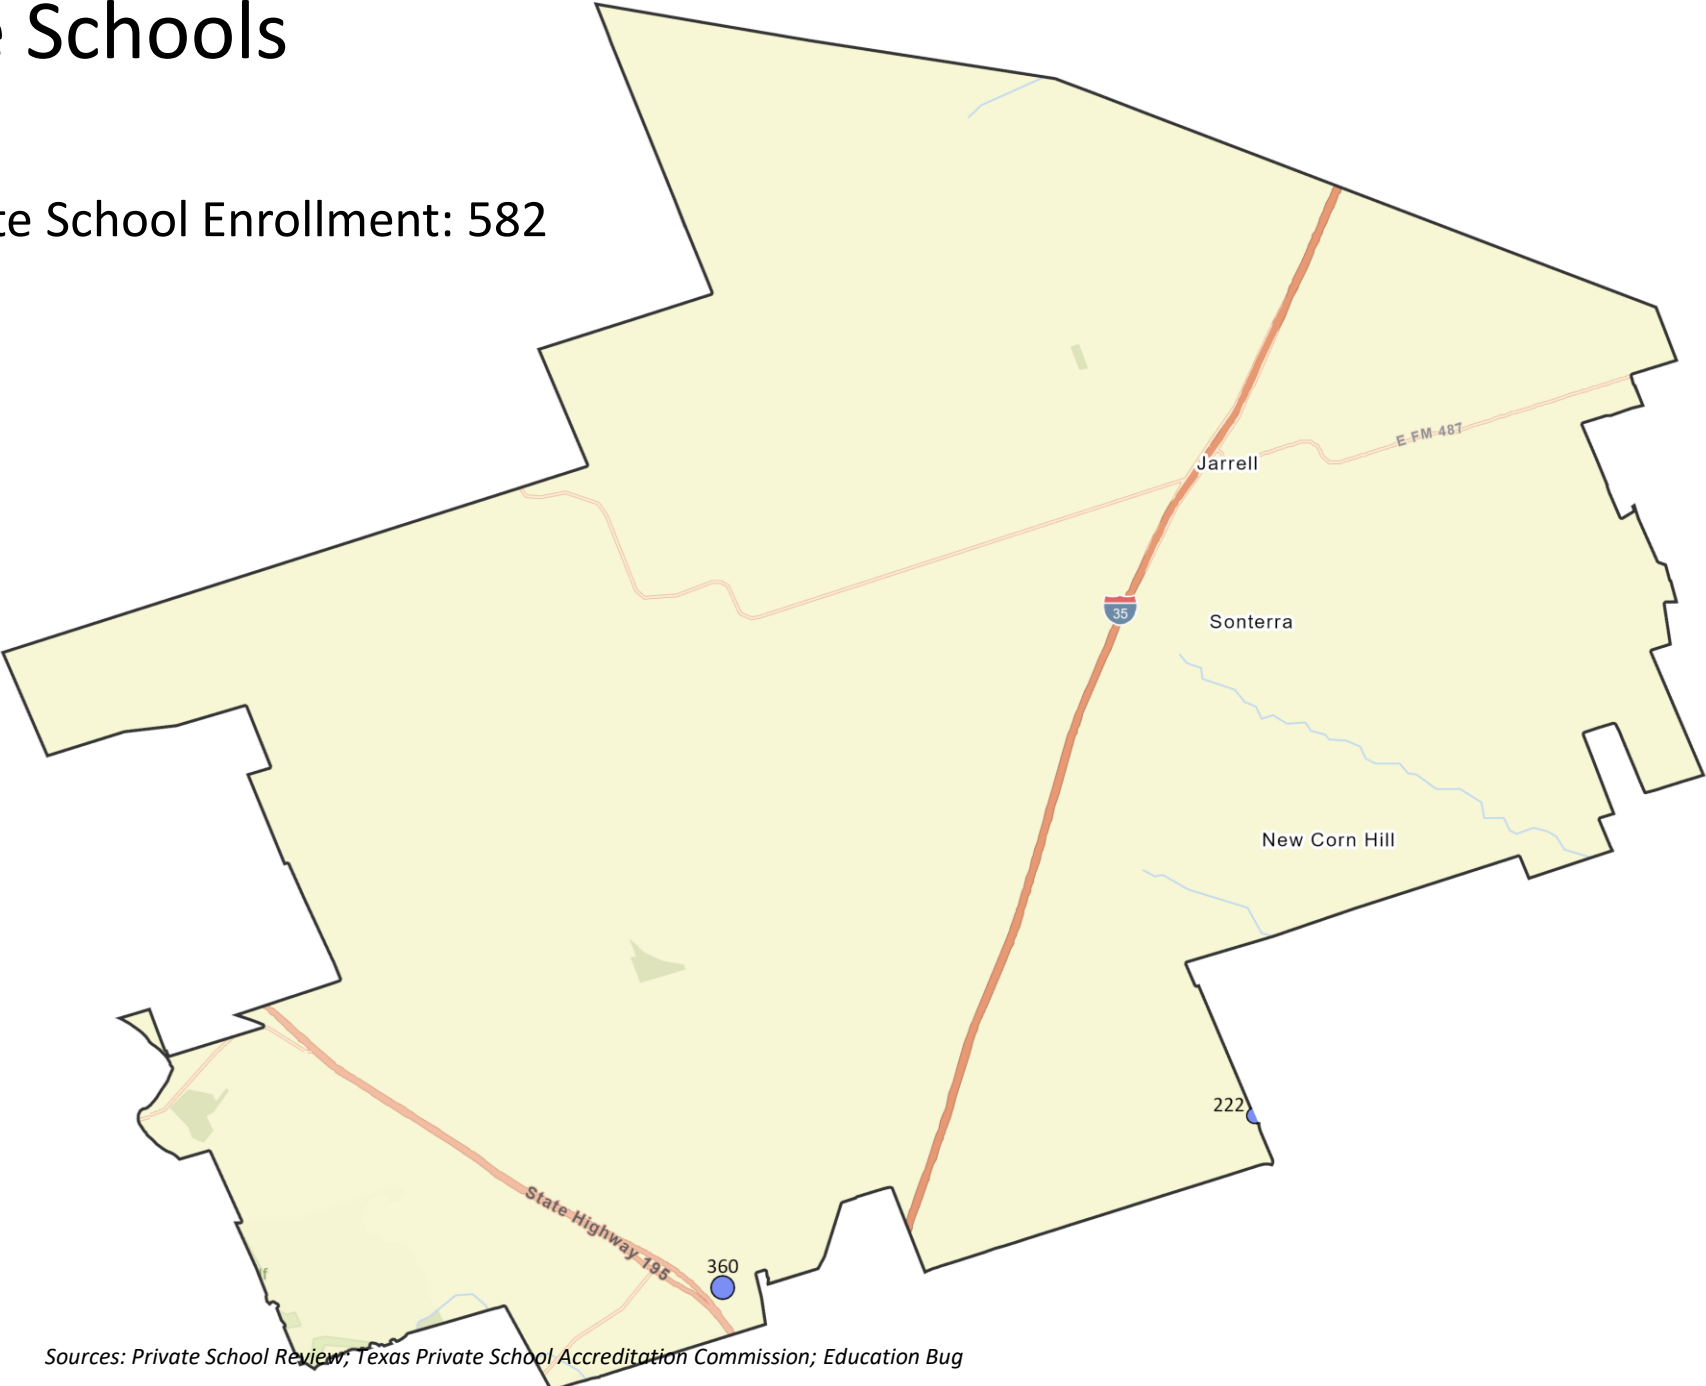 e Schools
te School Enrollment: 582
E FM 487
Jarrell
35
Sonterra
New Corn Hill
222
State Highway 195
360
lf
Sources: Private School Review; Texas Private School Accreditation Commission; Education Bug